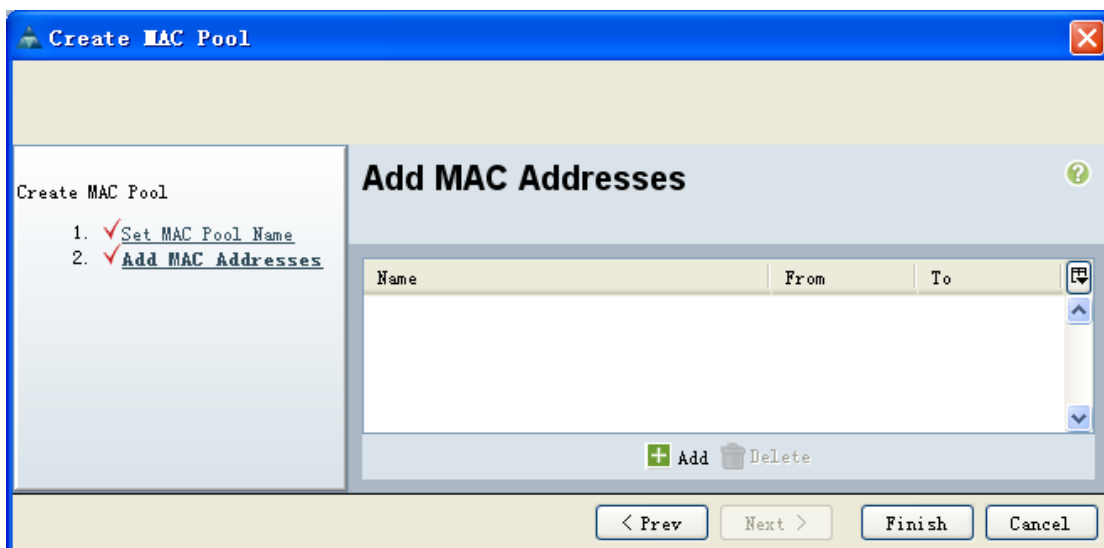 Create MAC Pool
Create MAC Pool
1. Set MAC Pool Name
2. Add MAC Addresses
Add MAC Addresses
?
Name From To
+ Add Delete
< Prev Next > Finish Cancel